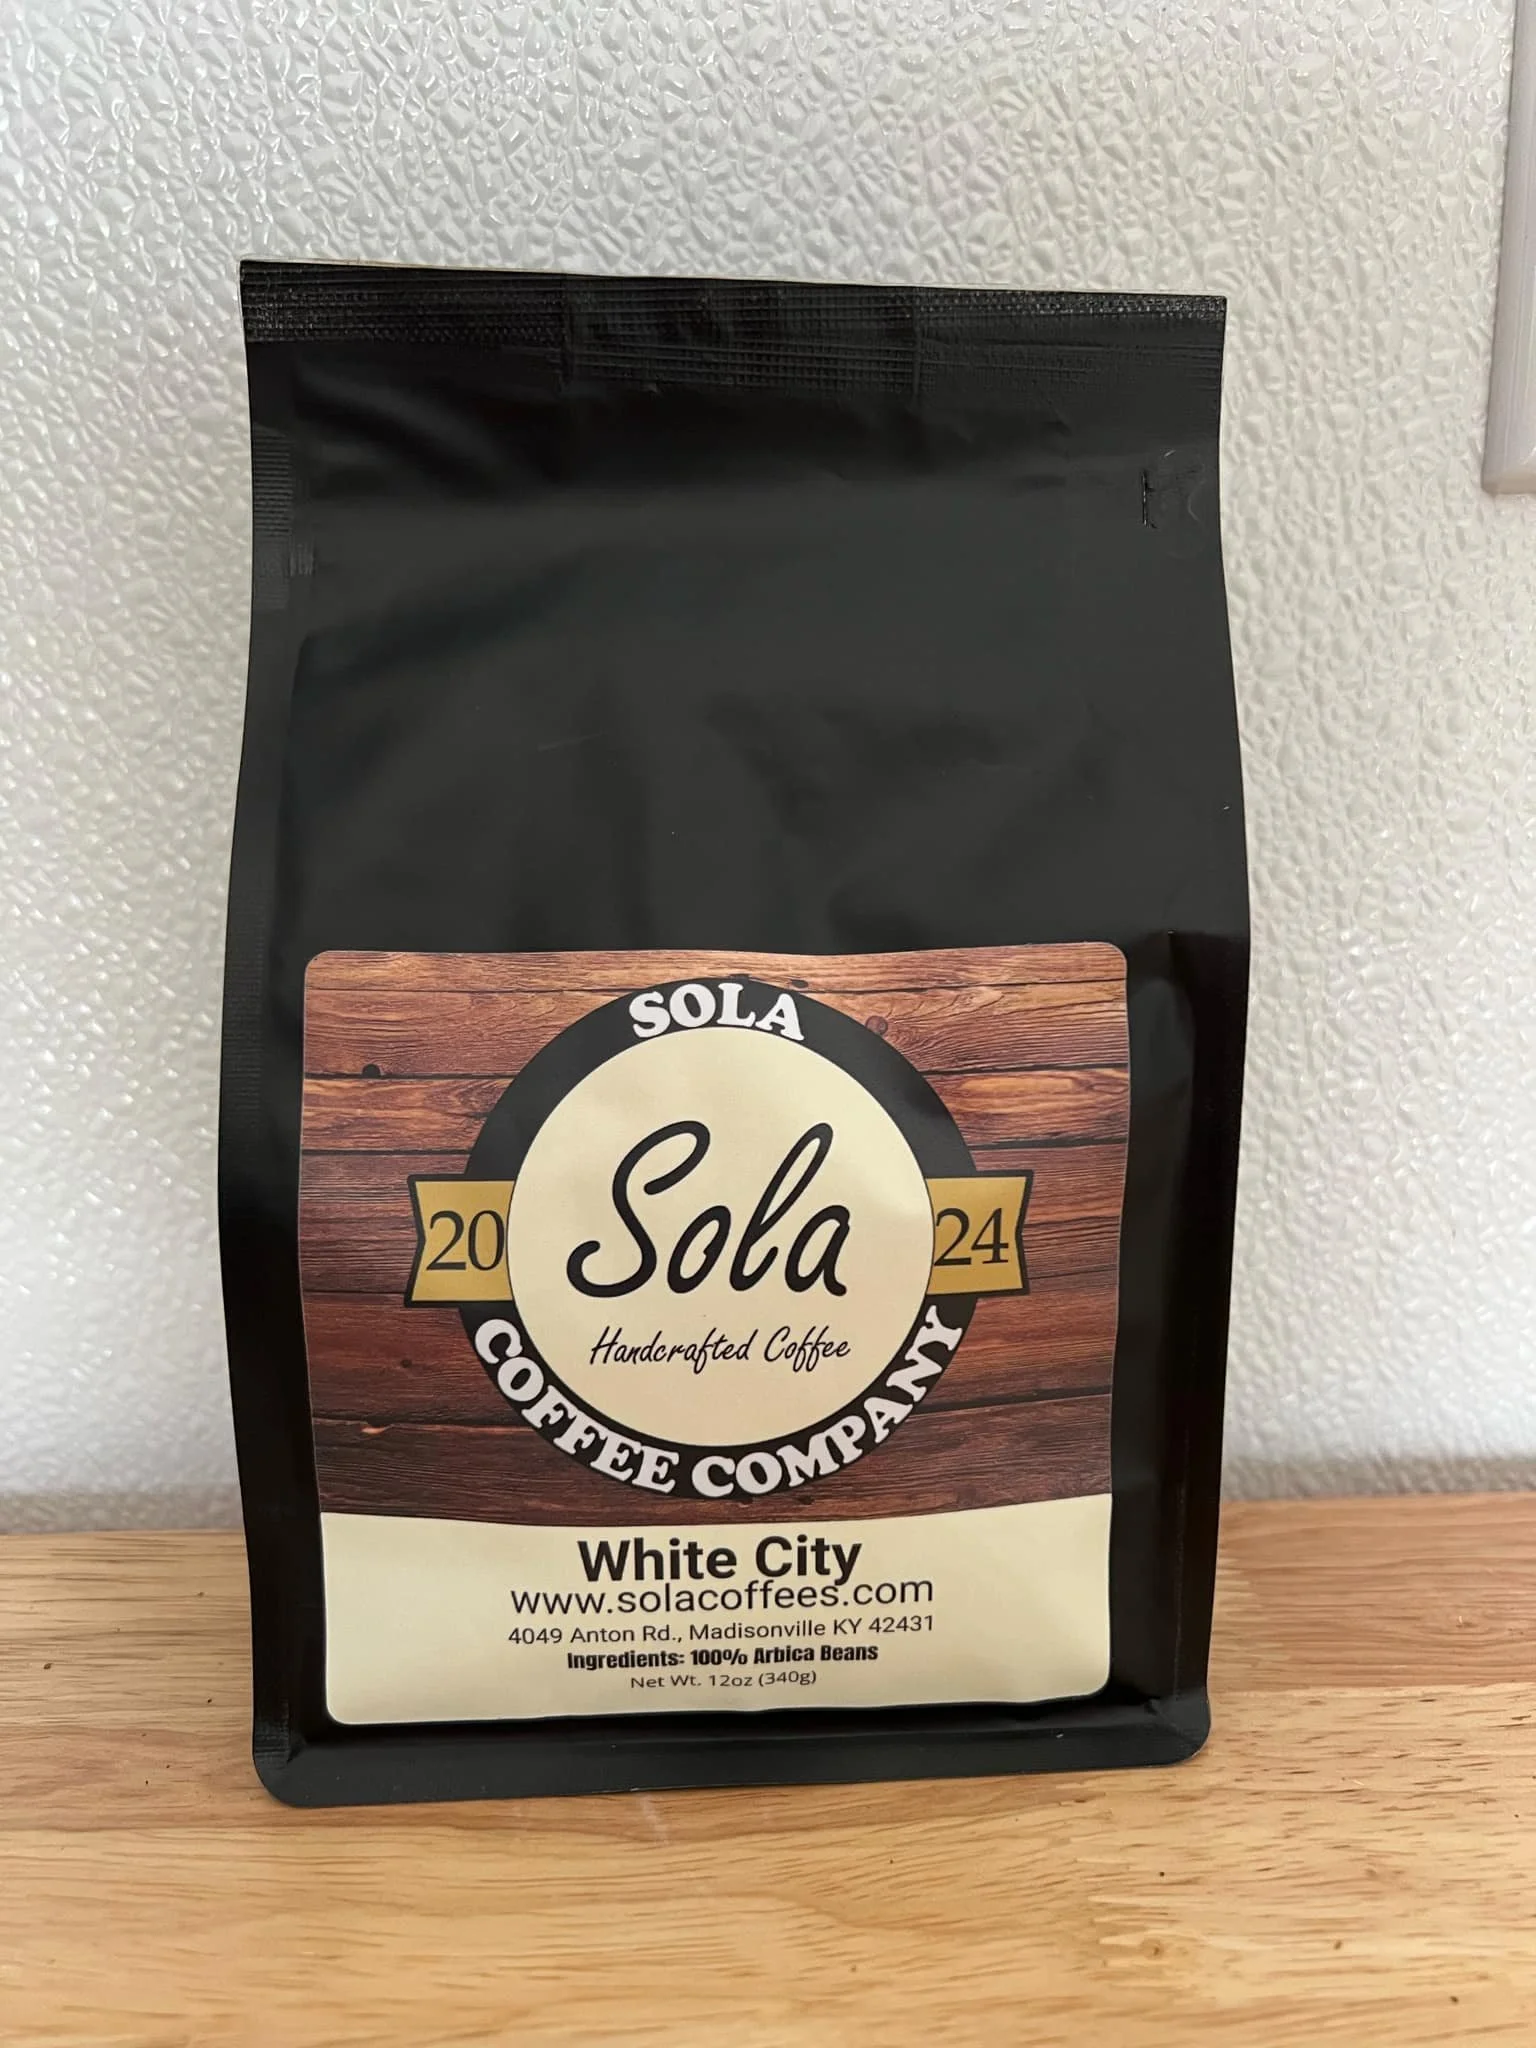 SOLA
20 24
Sola
Handcrafted Coffee
COFFEE COMPANY
White City
www.solacoffees.com
4049 Anton Rd., Madisonville KY 42431
Ingredients: 100% Arbica Beans
Net Wt. 12oz (340g)